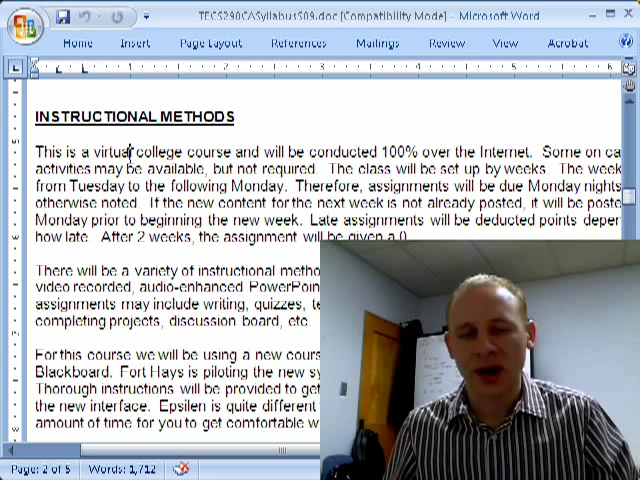 TECS290CASyllabusS09.doc [Compatibility Mode] - Microsoft Word
Home Insert Page Layout References Mailings Review View Acrobat
INSTRUCTIONAL METHODS
This is a virtual college course and will be conducted 100% over the Internet. Some on ca
activities may be available, but not required. The class will be set up by weeks. The week
from Tuesday to the following Monday. Therefore, assignments will be due Monday nights
otherwise noted. If the new content for the next week is not already posted, it will be poste
Monday prior to beginning the new week. Late assignments will be deducted points deper
how late. After 2 weeks, the assignment will be given a 0.
There will be a variety of instructional metho
video recorded, audio-enhanced PowerPoin
assignments may include writing, quizzes, te
completing projects, discussion board, etc.
For this course we will be using a new cours
Blackboard. Fort Hays is piloting the new sy
Thorough instructions will be provided to get
the new interface. Epsilen is quite different
amount of time for you to get comfortable w
Page: 2 of 5 Words: 1,712